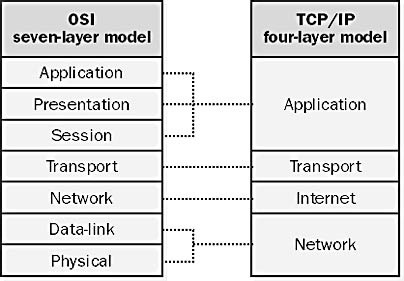 OSI
seven-layer model
Application
Presentation
Session
Transport
Network
Data-link
Physical
TCP/IP
four-layer model
Application
Transport
Internet
Network